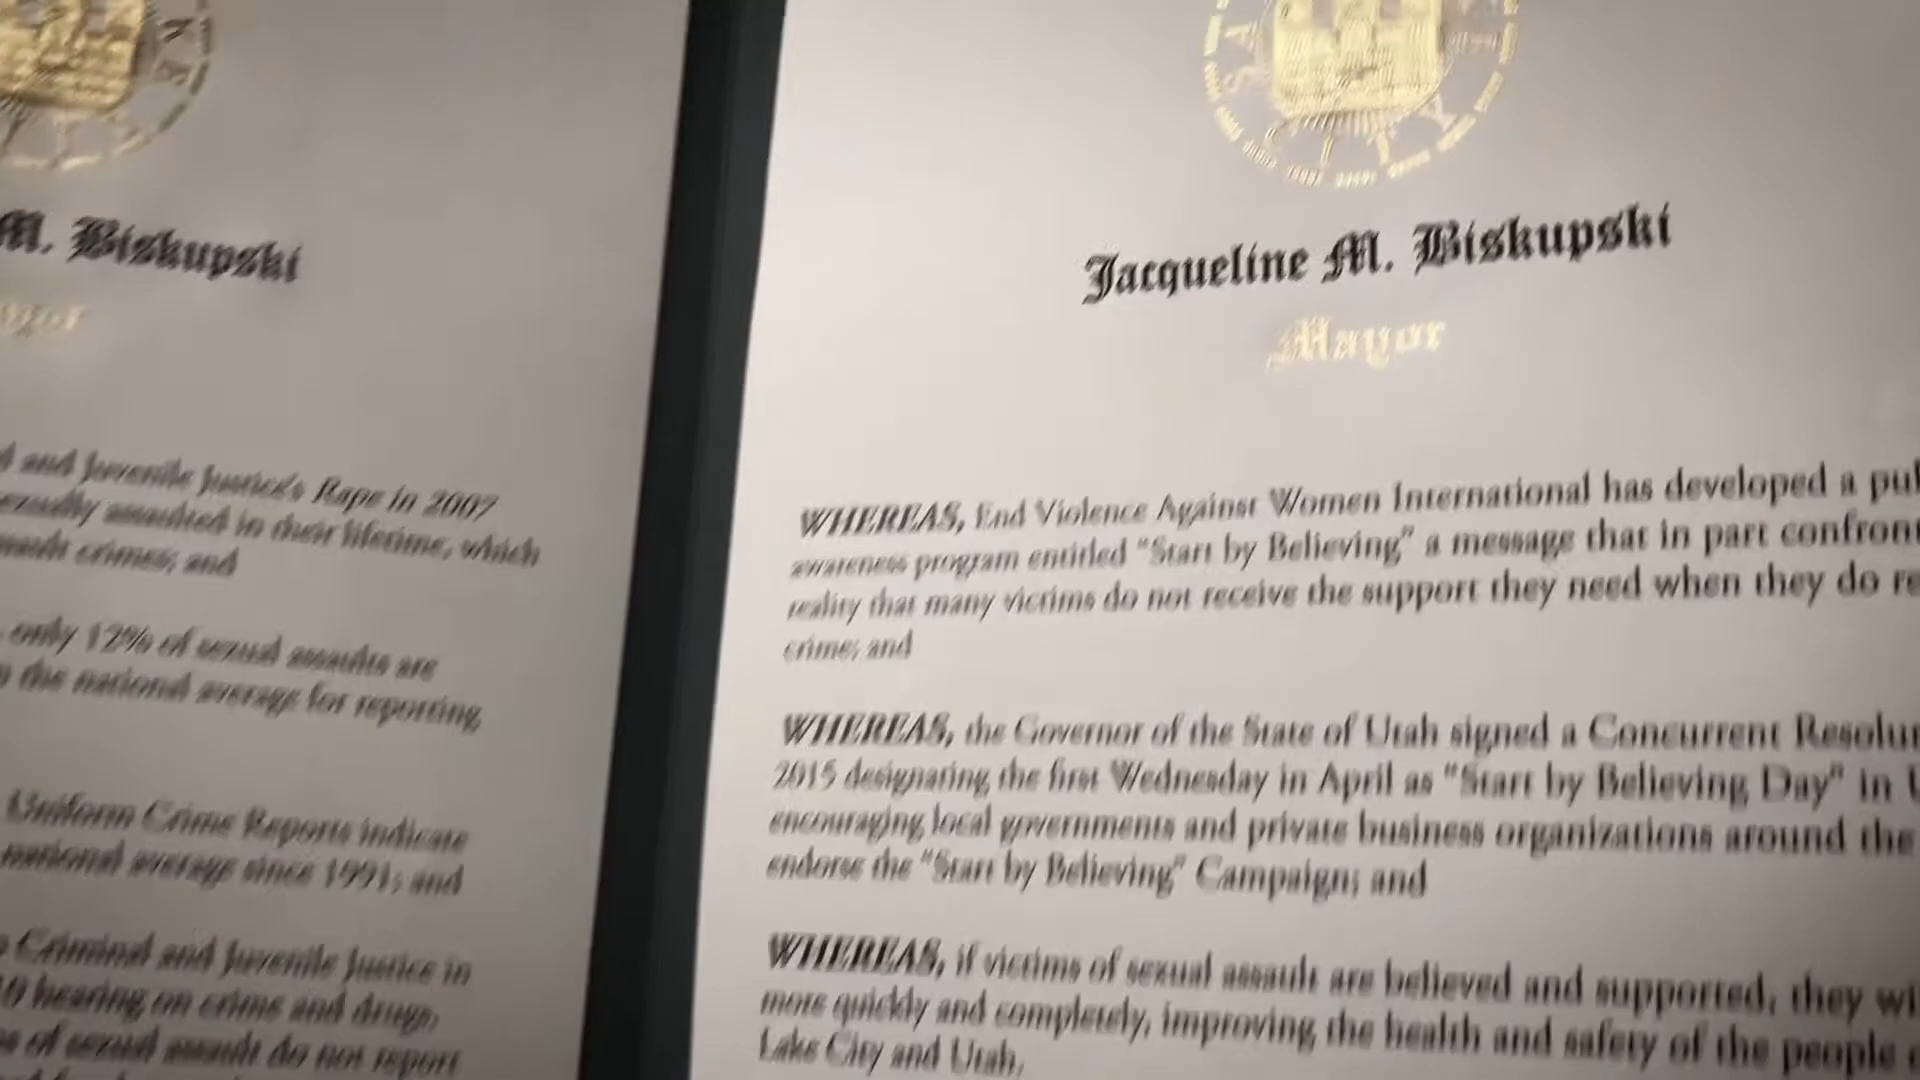 M. Biskupski
and Juvenile Justice's Rape in 2007
sexually assaulted in their lifetime, which
assault crimes; and
only 12% of sexual assaults are
the national average for reporting,
Uniform Crime Reports indicate
national average since 1991; and
Criminal and Juvenile Justice in
hearing on crime and drugs,
of sexual assault do not report
Jacqueline M. Biskupski
Mayor
WHEREAS, End Violence Against Women International has developed a pu
awareness program entitled "Start by Believing" a message that in part confront
reality that many victims do not receive the support they need when they do re
crime; and
WHEREAS, the Governor of the State of Utah signed a Concurrent Resolu
2015 designating the first Wednesday in April as "Start by Believing Day" in U
encouraging local governments and private business organizations around the
endorse the "Start by Believing" Campaign; and
WHEREAS, if victims of sexual assault are believed and supported, they wi
more quickly and completely, improving the health and safety of the people
Lake City and Utah,